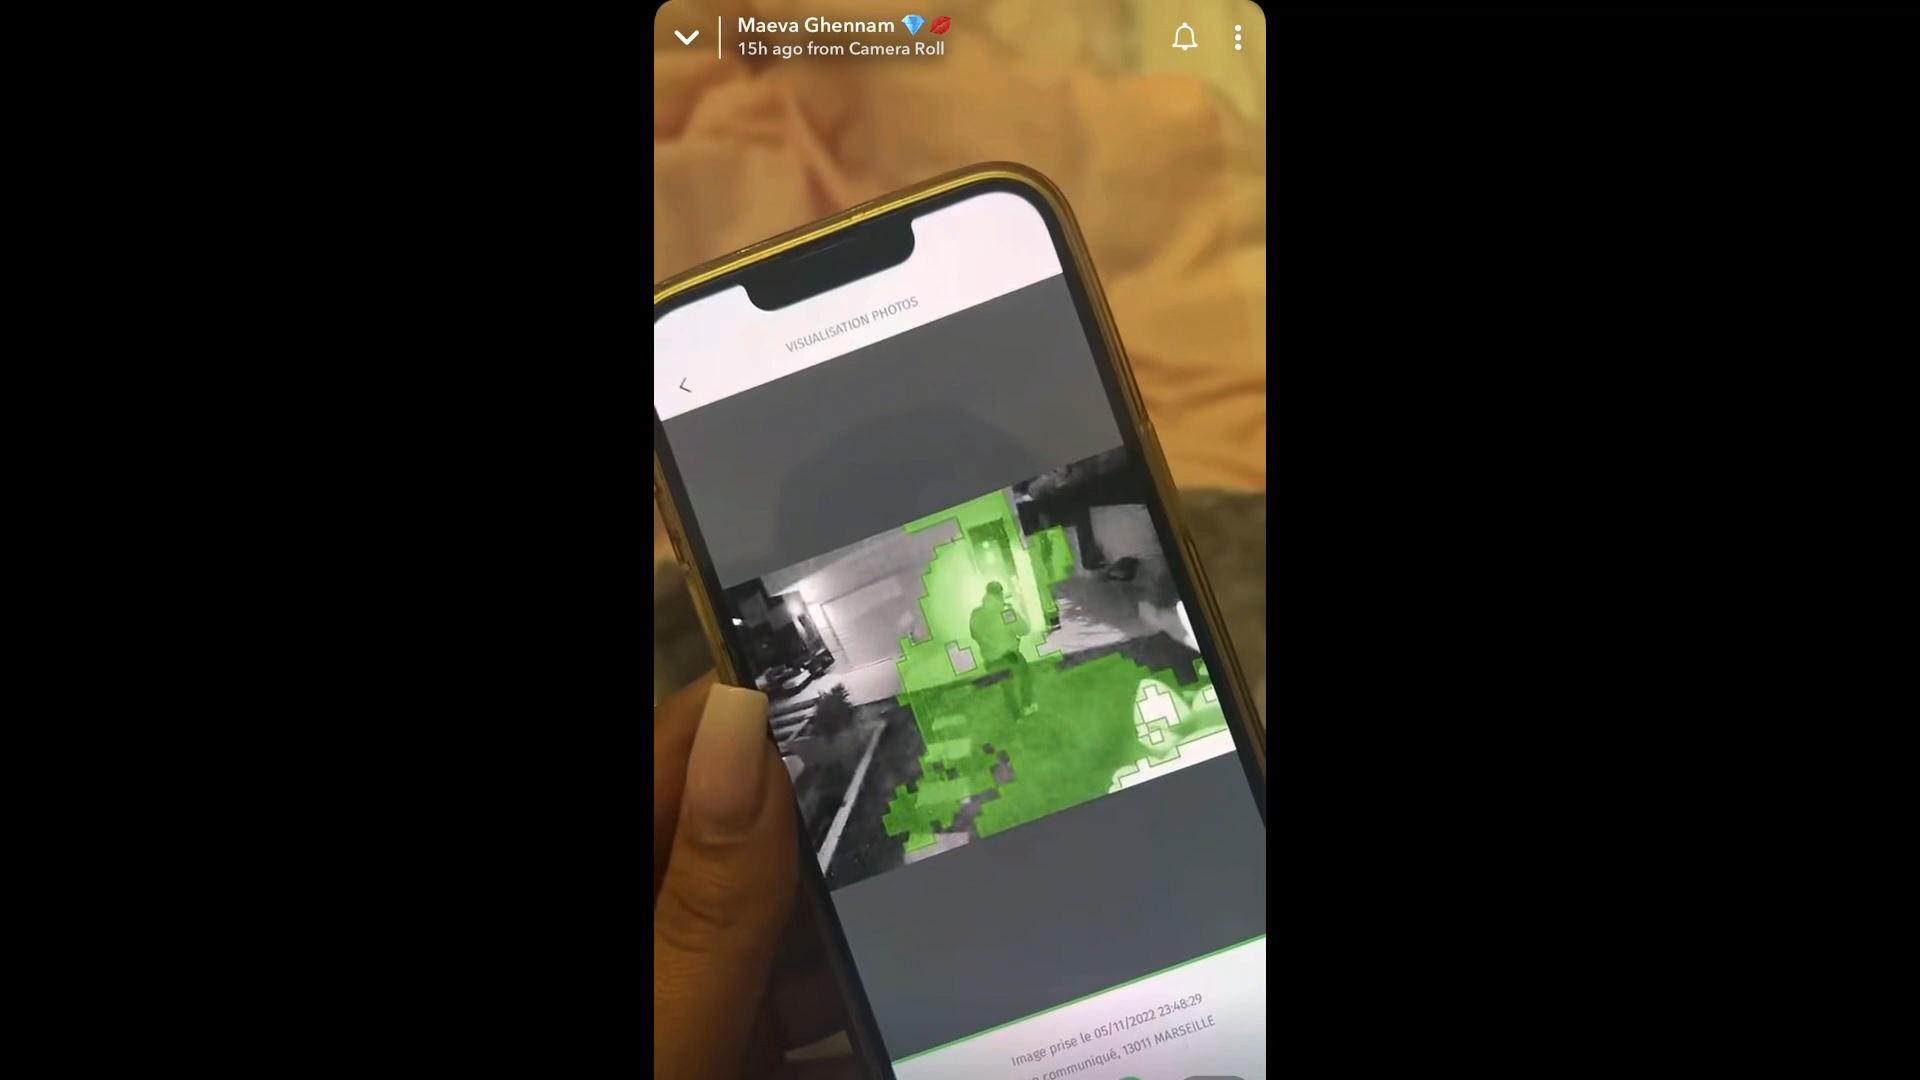 Maeva Ghennam 💎💋
15h ago from Camera Roll
VISUALISATION PHOTOS
Image prise le 05/11/2022 23:48:29
communiqué, 13011 MARSEILLE